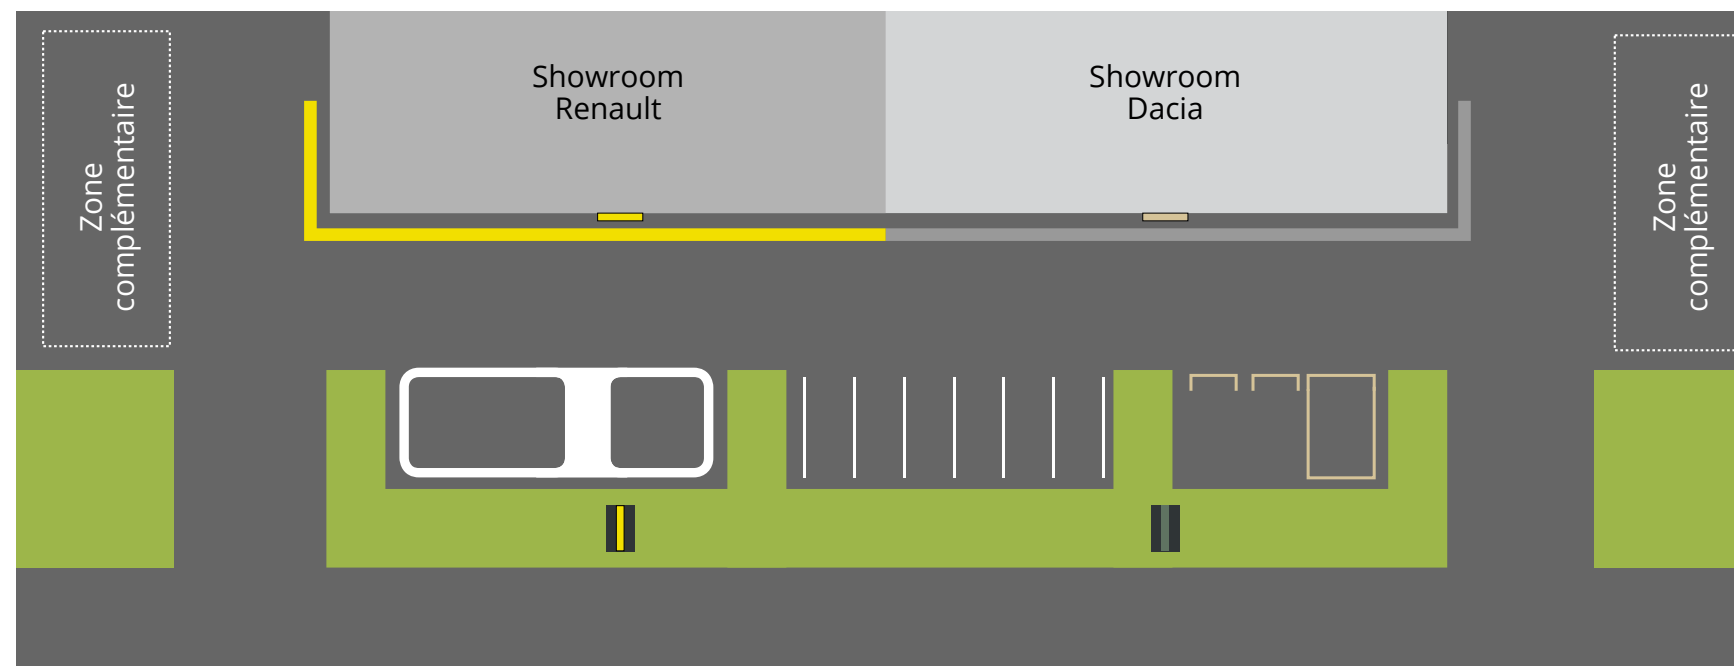 Zone
complémentaire
Showroom
Renault
Showroom
Dacia
Zone
complémentaire